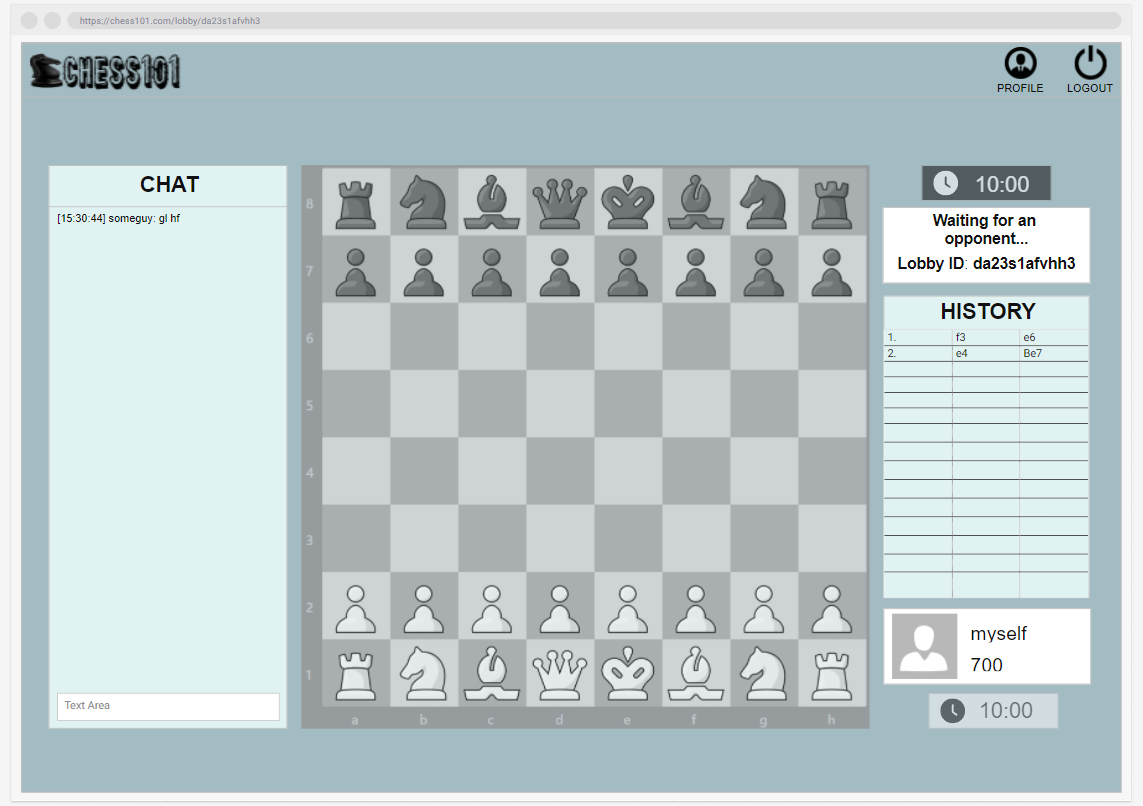 https://chess101.com/lobby/da23s1afvhh3
CHESS101
PROFILE
LOGOUT
CHAT
[15:30:44] someguy: gl hf
Text Area
8
7
6
5
4
3
2
1
a b c d e f g h
10:00
Waiting for an
opponent...
Lobby ID: da23s1afvhh3
HISTORY
1. f3 e6
2. e4 Be7
myself
700
10:00